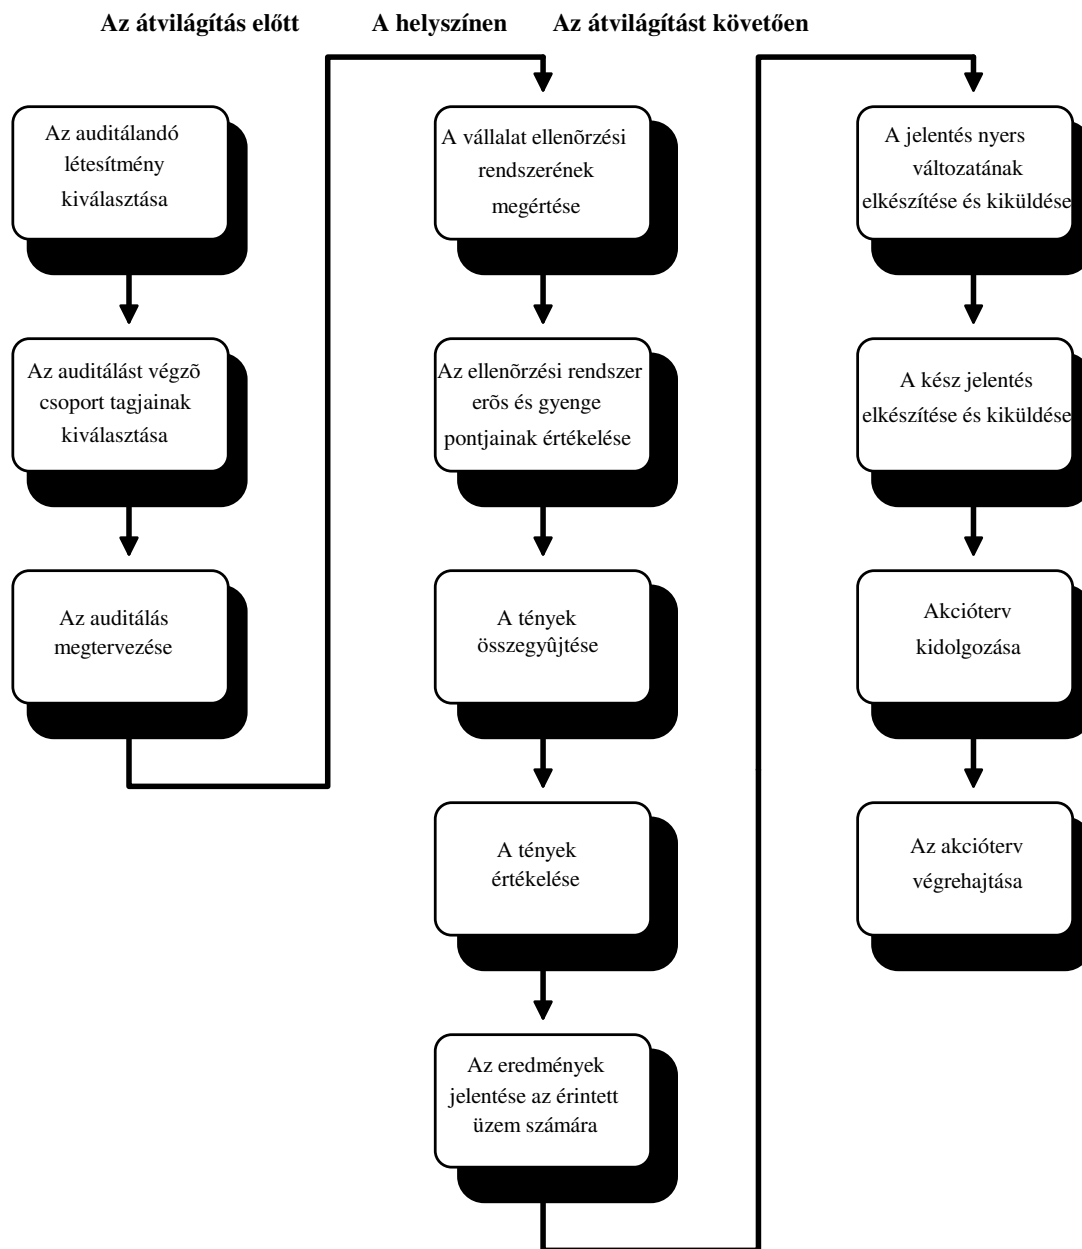 Az átvilágítás előtt A helyszínen Az átvilágítást követően
Az auditálandó
létesítmény
kiválasztása
Az auditálást végzõ
csoport tagjainak
kiválasztása
Az auditálás
megtervezése
A vállalat ellenõrzési
rendszerének
megértése
Az ellenõrzési rendszer
erõs és gyenge
pontjainak értékelése
A tények
összegyûjtése
A tények
értékelése
Az eredmények
jelentése az érintett
üzem számára
A jelentés nyers
változatának
elkészítése és kiküldése
A kész jelentés
elkészítése és kiküldése
Akcióterv
kidolgozása
Az akcióterv
végrehajtása